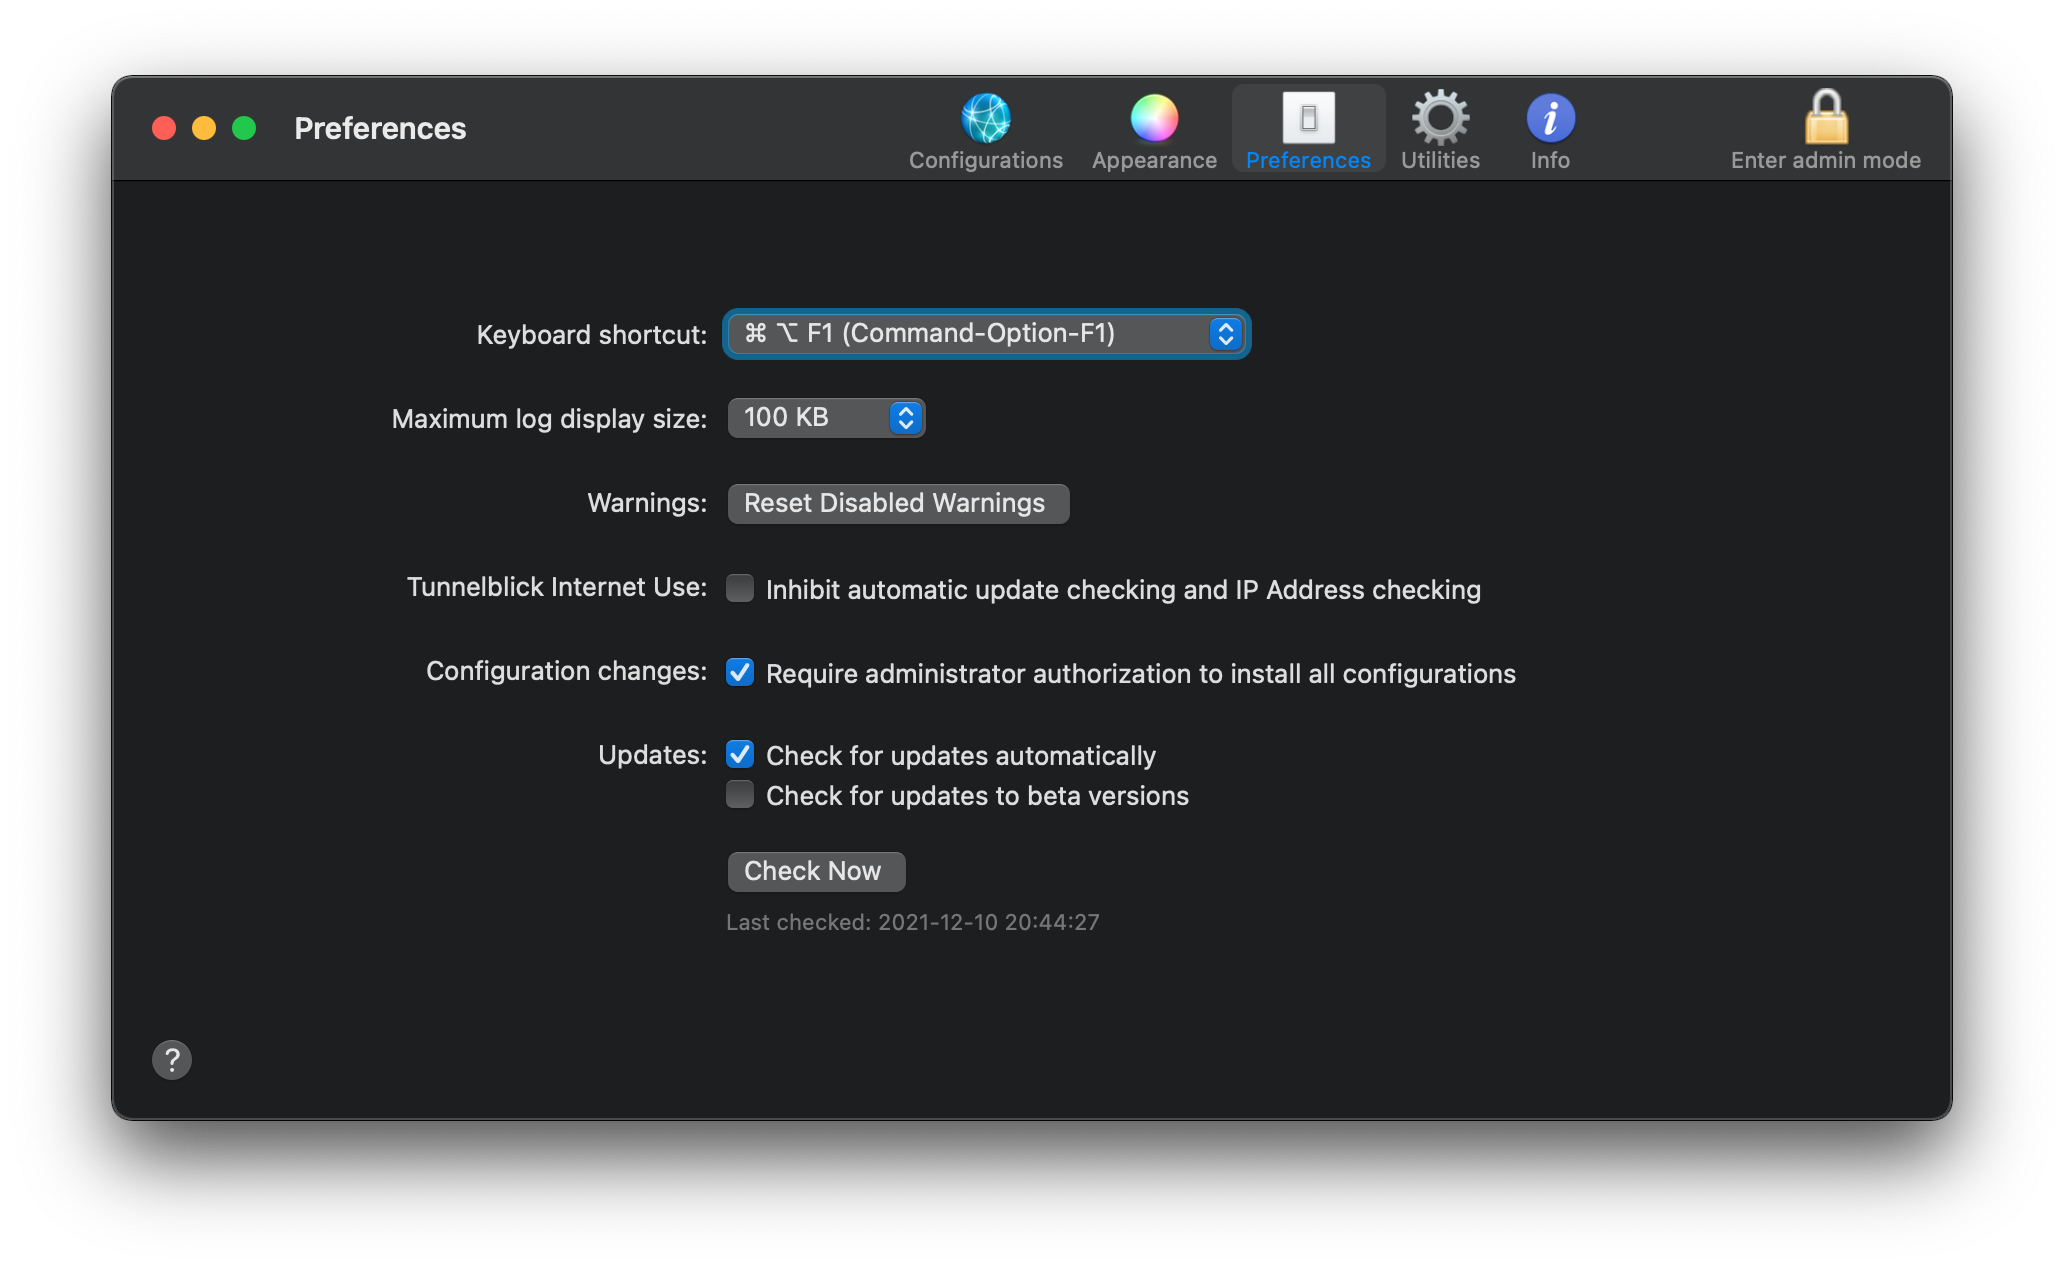 Preferences
Configurations
Appearance
Preferences
Utilities
Info
Enter admin mode
Keyboard shortcut: ⌘ ⌥ F1 (Command-Option-F1)
Maximum log display size: 100 KB
Warnings: Reset Disabled Warnings
Tunnelblick Internet Use: Inhibit automatic update checking and IP Address checking
Configuration changes: Require administrator authorization to install all configurations
Updates: Check for updates automatically
Check for updates to beta versions
Check Now
Last checked: 2021-12-10 20:44:27
?